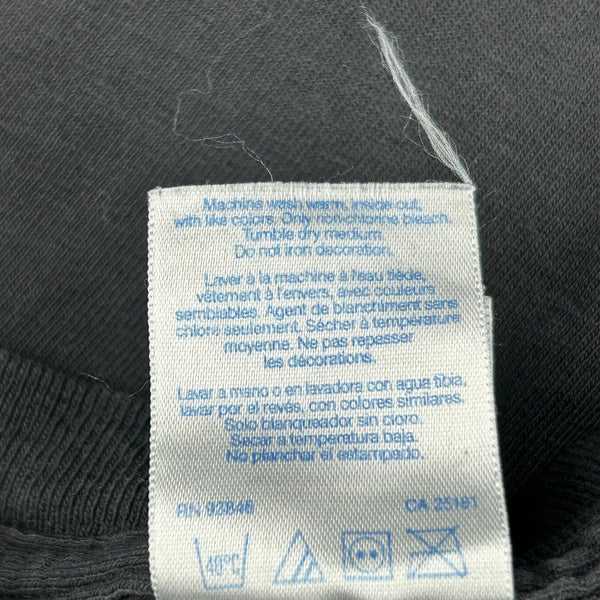 Machine wash warm, inside out,
with like colors. Only non-chlorine bleach.
Tumble dry medium.
Do not iron decoration.
Laver à la machine à l'eau tiède,
vêtement à l'envers, avec couleurs
semblables. Agent de blanchiment sans
chlore seulement. Sécher à température
moyenne. Ne pas repasser
les décorations.
Lavar a mano o en lavadora con agua tibia,
lavar por el revés, con colores similares.
Solo blanqueador sin cloro.
Secar a temperatura baja.
No planchar el estampado.
RN 93846 CA 25161
40°C